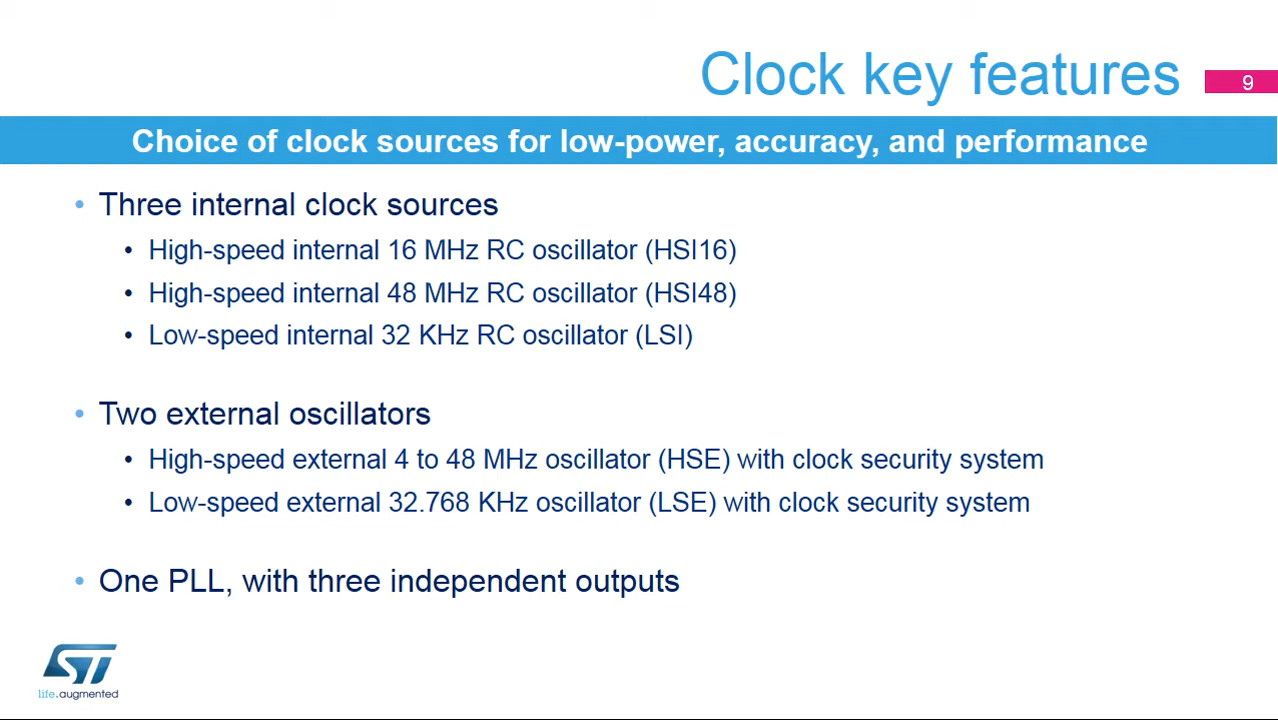 Clock key features
9
Choice of clock sources for low-power, accuracy, and performance
• Three internal clock sources
• High-speed internal 16 MHz RC oscillator (HSI16)
• High-speed internal 48 MHz RC oscillator (HSI48)
• Low-speed internal 32 KHz RC oscillator (LSI)
• Two external oscillators
• High-speed external 4 to 48 MHz oscillator (HSE) with clock security system
• Low-speed external 32.768 KHz oscillator (LSE) with clock security system
• One PLL, with three independent outputs
ST
life.augmented